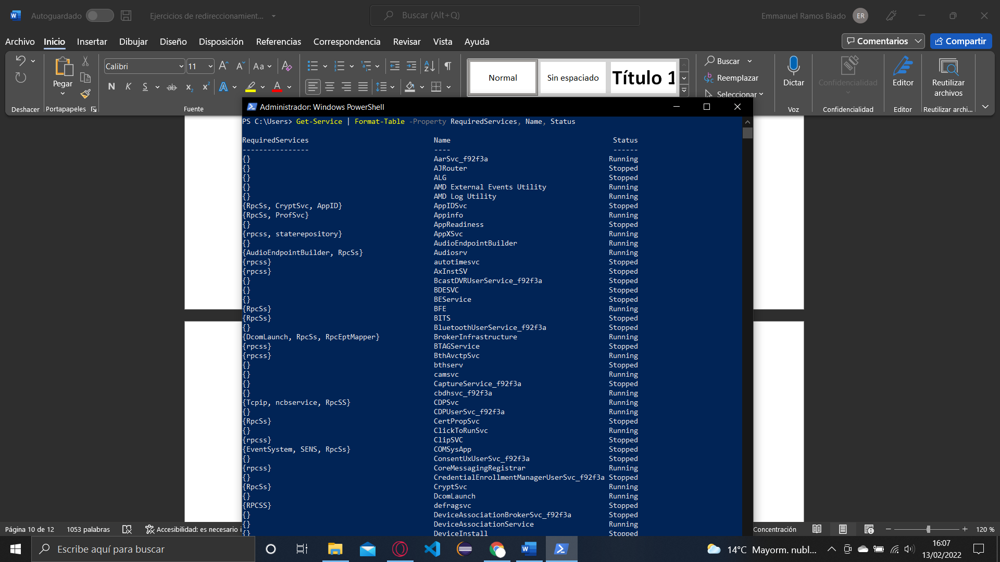 Autoguardado
Ejercicios de redireccionamient...
Buscar (Alt+Q)
Emmanuel Ramos Biado
ER
Archivo Inicio Insertar Dibujar Diseño Disposición Referencias Correspondencia Revisar Vista Ayuda
Comentarios
Compartir
Pegar
Calibri 11
Normal
Sin espaciado
Título 1
Buscar
Reemplazar
Seleccionar
Dictar
Confidencialidad
Editor
Reutilizar archivos
Deshacer Portapapeles Fuente Voz Confidencialidad Editor Reutilizar archi...
Administrador: Windows PowerShell
PS C:\Users> Get-Service | Format-Table -Property RequiredServices, Name, Status
RequiredServices Name Status
---------------- ---- ------
{} AarSvc_f92f3a Running
{} AJRouter Stopped
{} ALG Stopped
{} AMD External Events Utility Running
{} AMD Log Utility Running
{RpcSs, CryptSvc, AppID} AppIDSvc Stopped
{RpcSs, ProfSvc} Appinfo Running
{} AppReadiness Stopped
{rpcss, staterepository} AppXSvc Running
{} AudioEndpointBuilder Running
{AudioEndpointBuilder, RpcSs} Audiosrv Running
{rpcss} autotimesvc Stopped
{rpcss} AxInstSV Stopped
{} BcastDVRUserService_f92f3a Stopped
{} BDESVC Stopped
{} BEService Stopped
{RpcSs} BFE Running
{RpcSs} BITS Stopped
{} BluetoothUserService_f92f3a Stopped
{DcomLaunch, RpcSs, RpcEptMapper} BrokerInfrastructure Running
{rpcss} BTAGService Stopped
{rpcss} BthAvctpSvc Running
{} bthserv Stopped
{} camsvc Running
{} CaptureService_f92f3a Stopped
{} cbdhsvc_f92f3a Running
{Tcpip, ncbservice, RpcSS} CDPSvc Running
{} CDPUserSvc_f92f3a Running
{RpcSs} CertPropSvc Stopped
{} ClickToRunSvc Running
{rpcss} ClipSVC Stopped
{EventSystem, SENS, RpcSs} COMSysApp Stopped
{} ConsentUxUserSvc_f92f3a Stopped
{rpcss} CoreMessagingRegistrar Running
{} CredentialEnrollmentManagerUserSvc_f92f3a Stopped
{RpcSs} CryptSvc Running
{} DcomLaunch Running
{RPCSS} defragsvc Stopped
{} DeviceAssociationBrokerSvc_f92f3a Stopped
{} DeviceAssociationService Running
{} DeviceInstall Stopped
Página 10 de 12
1053 palabras
Accesibilidad: es necesario i
Concentración
120 %
Escribe aquí para buscar
14°C Mayorm. nubl...
16:07
13/02/2022